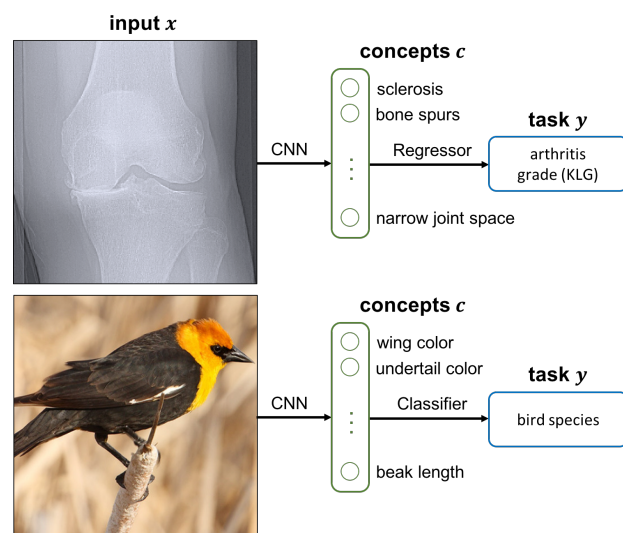 input x
concepts c
sclerosis
bone spurs
task y
CNN
Regressor
arthritis
grade (KLG)
narrow joint space
concepts c
wing color
undertail color
task y
CNN
Classifier
bird species
beak length